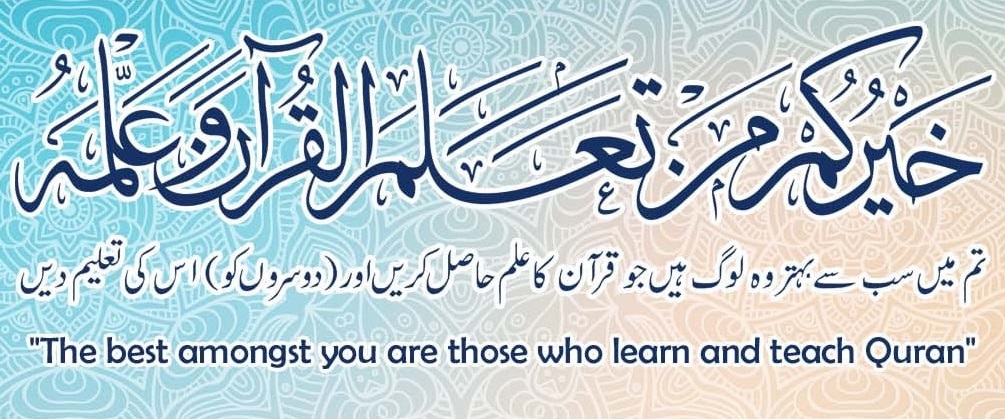 خَيْرُكُم مَن تَعَلَّمَ الْقُرْآنَ وَعَلَّمَهُ
تم میں سب سے بہتر وہ لوگ ہیں جو قرآن کا علم حاصل کریں اور (دوسروں کو) اس کی تعلیم دیں
"The best amongst you are those who learn and teach Quran"